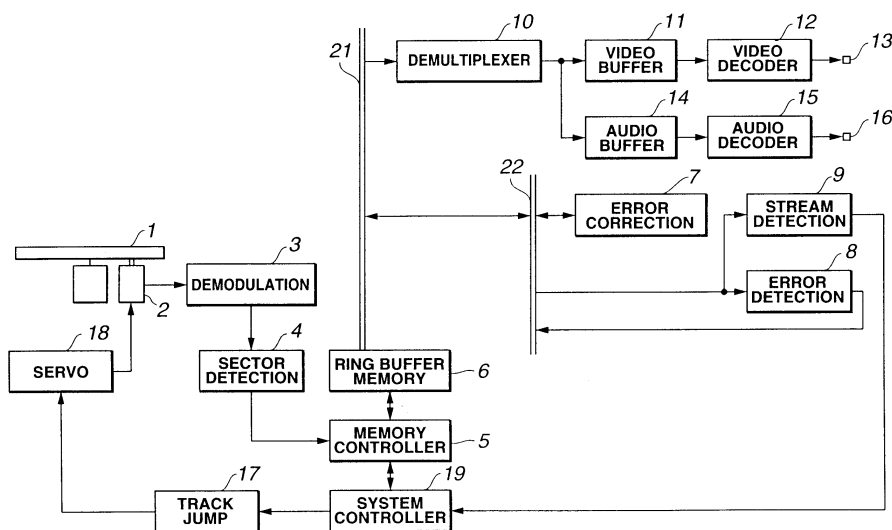 10
11
12
13
21
DEMULTIPLEXER
VIDEO
BUFFER
VIDEO
DECODER
14
15
16
AUDIO
BUFFER
AUDIO
DECODER
22
7
9
ERROR
CORRECTION
STREAM
DETECTION
1
3
8
DEMODULATION
ERROR
DETECTION
2
18
4
SERVO
SECTOR
DETECTION
RING BUFFER
MEMORY
6
MEMORY
CONTROLLER
5
17
19
TRACK
JUMP
SYSTEM
CONTROLLER